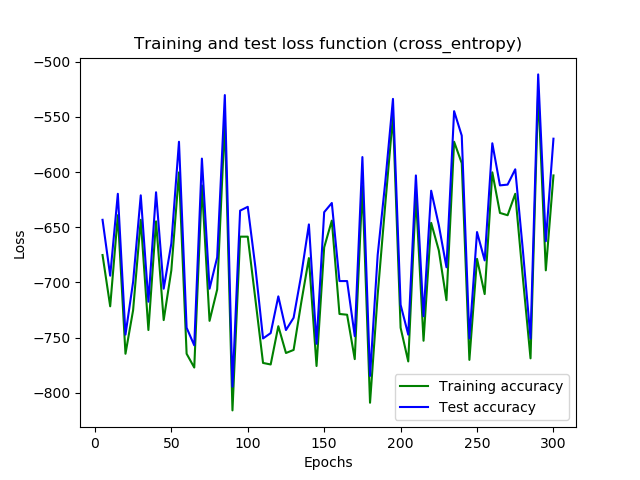 Training and test loss function (cross_entropy)
−500
−550
−600
−650
−700
−750
−800
Loss
0
50
100
150
200
250
300
Epochs
Training accuracy
Test accuracy